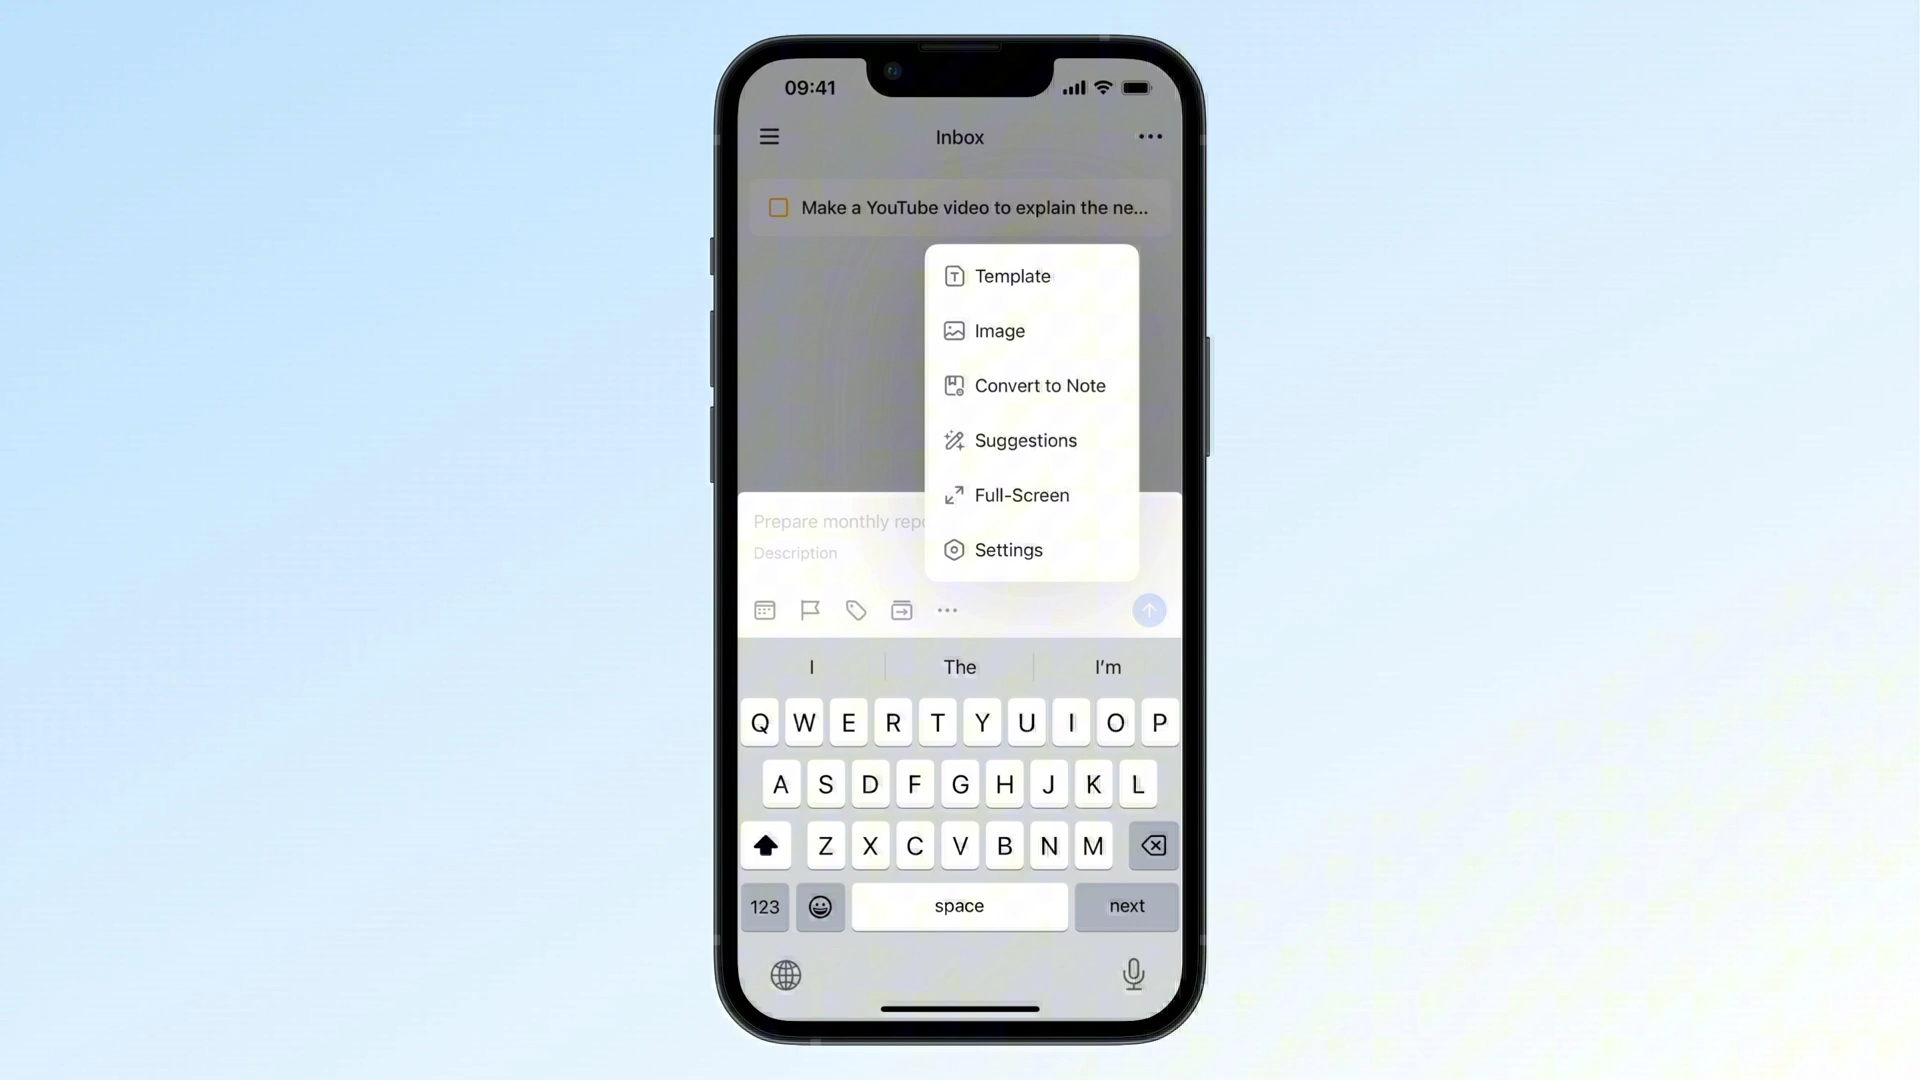 09:41
Inbox
Make a YouTube video to explain the ne...
Template
Image
Convert to Note
Suggestions
Full-Screen
Prepare monthly
Description
Settings
I The I'm
Q W E R T Y U I O P
A S D F G H J K L
Z X C V B N M
123 space next